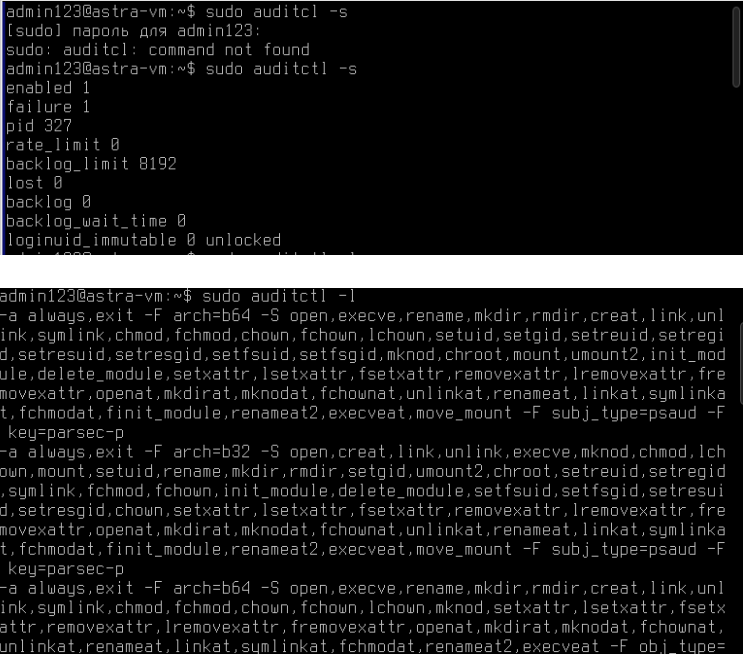 admin123@astra-vm:~$ sudo auditcl -s
[sudo] пароль для admin123:
sudo: auditcl: command not found
admin123@astra-vm:~$ sudo auditctl -s
enabled 1
failure 1
pid 327
rate_limit 0
backlog_limit 8192
lost 0
backlog 0
backlog_wait_time 0
loginuid_immutable 0 unlocked
admin123@astra-vm:~$ sudo auditctl -l
-a always,exit -F arch=b64 -S open,execve,rename,mkdir,rmdir,creat,link,unl
ink,symlink,chmod,fchmod,chown,fchown,lchown,setuid,setgid,setreuid,setregi
d,setresuid,setresgid,setfsuid,setfsgid,mknod,chroot,mount,umount2,init_mod
ule,delete_module,setxattr,lsetxattr,fsetxattr,removexattr,lremovexattr,fre
movexattr,openat,mkdirat,mknodat,fchownat,unlinkat,renameat,linkat,symlinka
t,fchmodat,finit_module,renameat2,execveat,move_mount -F subj_type=psaud -F
key=parsec-p
-a always,exit -F arch=b32 -S open,creat,link,unlink,execve,mknod,chmod,lch
own,mount,setuid,rename,mkdir,rmdir,setgid,umount2,chroot,setreuid,setregid
,symlink,fchmod,fchown,init_module,delete_module,setfsuid,setfsgid,setresui
d,setresgid,chown,setxattr,lsetxattr,fsetxattr,removexattr,lremovexattr,fre
movexattr,openat,mkdirat,mknodat,fchownat,unlinkat,renameat,linkat,symlinka
t,fchmodat,finit_module,renameat2,execveat,move_mount -F subj_type=psaud -F
key=parsec-p
-a always,exit -F arch=b64 -S open,execve,rename,mkdir,rmdir,creat,link,unl
ink,symlink,chmod,fchmod,chown,fchown,lchown,mknod,setxattr,lsetxattr,fsetx
attr,removexattr,lremovexattr,fremovexattr,openat,mkdirat,mknodat,fchownat,
unlinkat,renameat,linkat,symlinkat,fchmodat,renameat2,execveat -F obj_type=